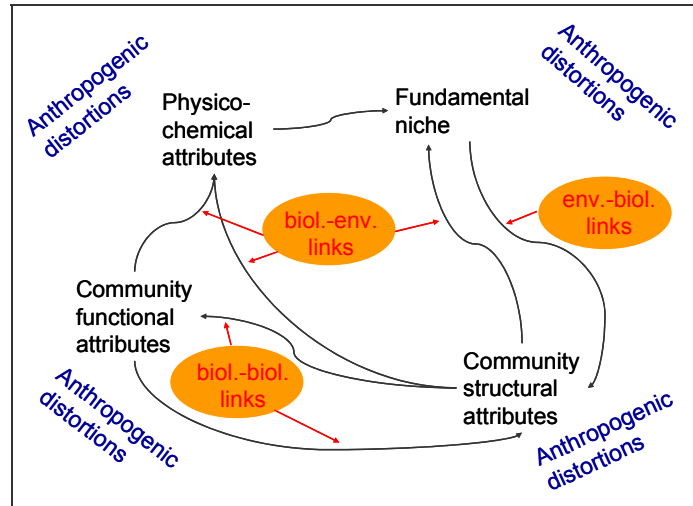 Anthropogenic
distortions
Anthropogenic
distortions
Physico-
chemical
attributes
Fundamental
niche
biol.-env.
links
env.-biol.
links
Community
functional
attributes
biol.-biol.
links
Community
structural
attributes
Anthropogenic
distortions
Anthropogenic
distortions